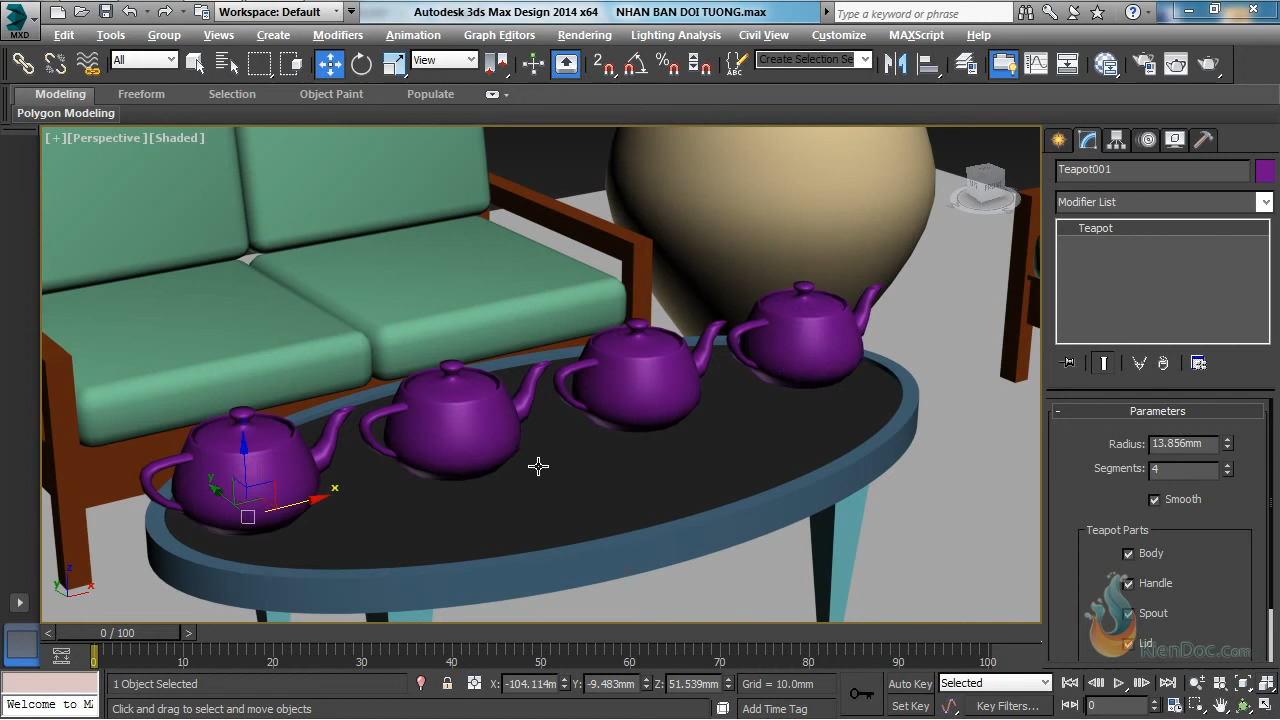 Workspace: Default
Autodesk 3ds Max Design 2014 x64 NHAN BAN DOI TUONG.max
Type a keyword or phrase
MXD
Edit Tools Group Views Create Modifiers Animation Graph Editors Rendering Lighting Analysis Civil View Customize MAXScript Help
All
View
Create Selection Se
Modeling Freeform Selection Object Paint Populate
Polygon Modeling
[+][Perspective][Shaded]
Teapot001
Modifier List
Teapot
- Parameters
Radius: 13.856mm
Segments: 4
Smooth
Teapot Parts
Body
Handle
Spout
Lid
KienDoc.Com
x
y
z
x
y
< 0 / 100 >
0 10 20 30 40 50 60 70 80 90 100
1 Object Selected
X: -104.114m Y: -9.483mm Z: 51.539mm
Grid = 10.0mm
Auto Key
Selected
Welcome to M
Click and drag to select and move objects
Add Time Tag
Set Key
Key Filters...
0